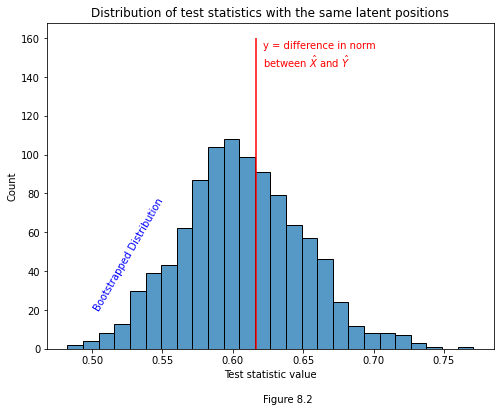 Distribution of test statistics with the same latent positions
160
140
120
100
80
60
40
20
0
Count
y = difference in norm
between X̂ and Ŷ
Bootstrapped Distribution
0.50 0.55 0.60 0.65 0.70 0.75
Test statistic value
Figure 8.2